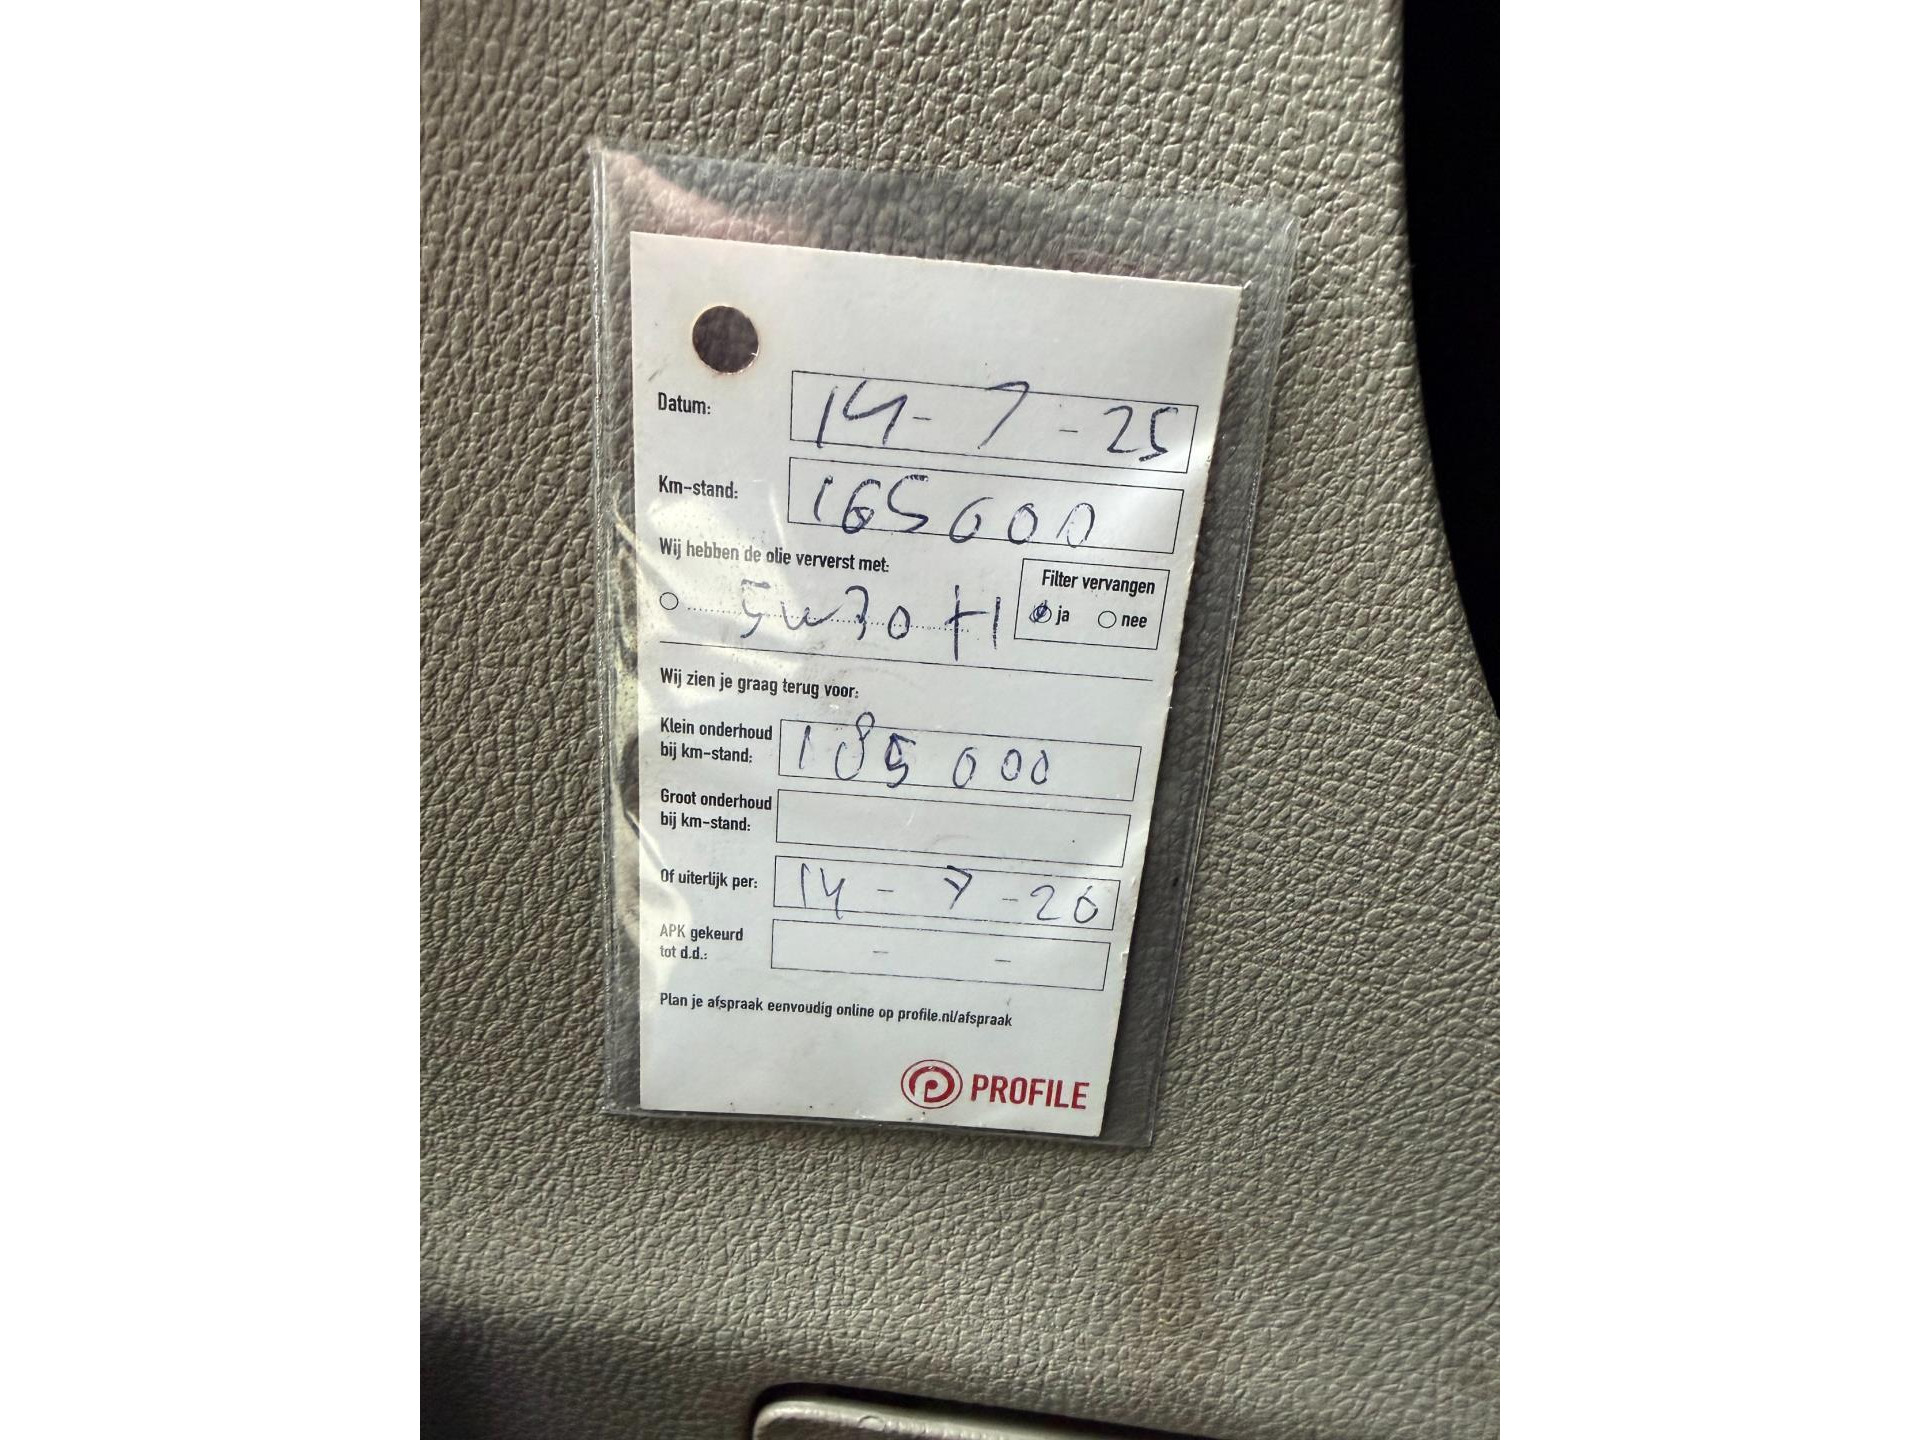 Datum: 14 - 7 - 25
Km-stand: 165000
Wij hebben de olie ververst met:
5w30 H
Filter vervangen
ja nee
Wij zien je graag terug voor:
Klein onderhoud
bij km-stand: 185 000
Groot onderhoud
bij km-stand:
Of uiterlijk per: 14 - 7 - 26
APK gekeurd
tot d.d.: - -
Plan je afspraak eenvoudig online op profile.nl/afspraak
PROFILE